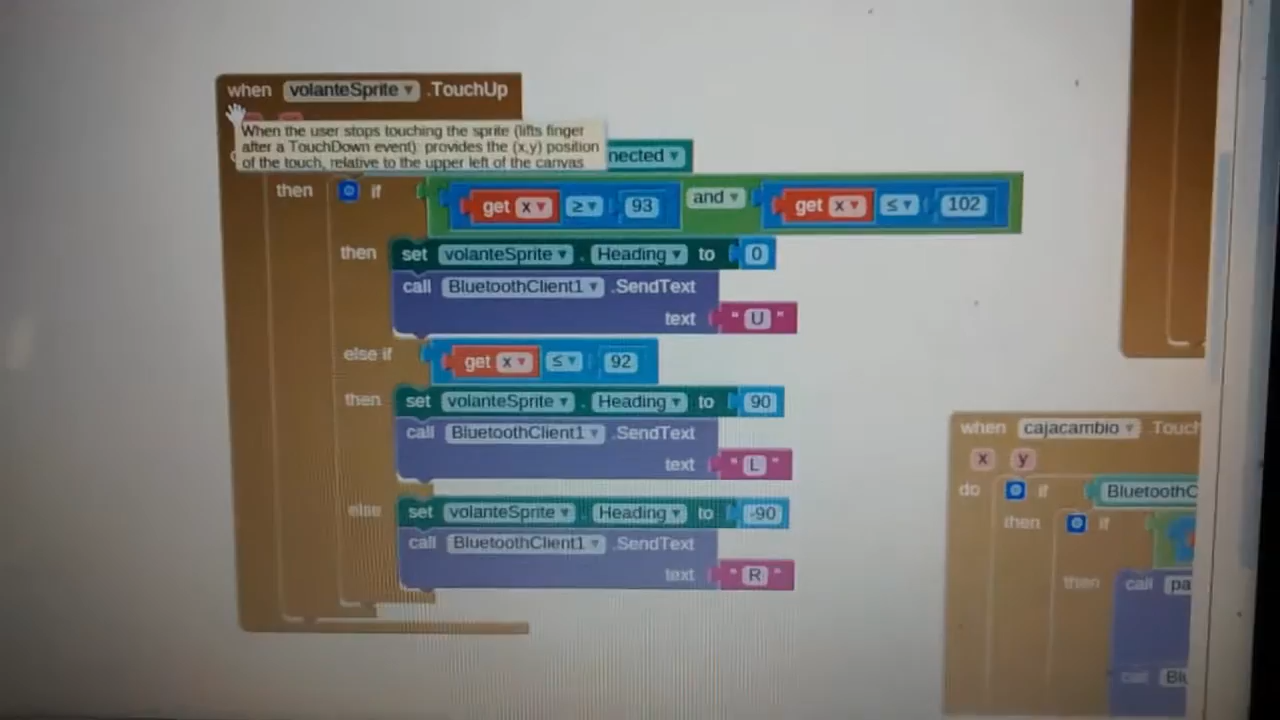 when volanteSprite .TouchUp
When the user stops touching the sprite (lifts finger
after a TouchDown event): provides the (x,y) position
of the touch, relative to the upper left of the canvas.
nected
then if get x ≥ 93 and get x ≤ 102
then set volanteSprite . Heading to 0
call BluetoothClient1 .SendText
text " U "
else if get x ≤ 92
then set volanteSprite . Heading to 90
call BluetoothClient1 .SendText
text " L "
else set volanteSprite . Heading to -90
call BluetoothClient1 .SendText
text " R "
when cajacambio .Touch
x y
do if BluetoothC
then if
then call pa
call Blu